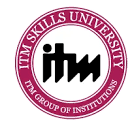 ITM SKILLS UNIVERSITY
itm
ITM GROUP OF INSTITUTIONS